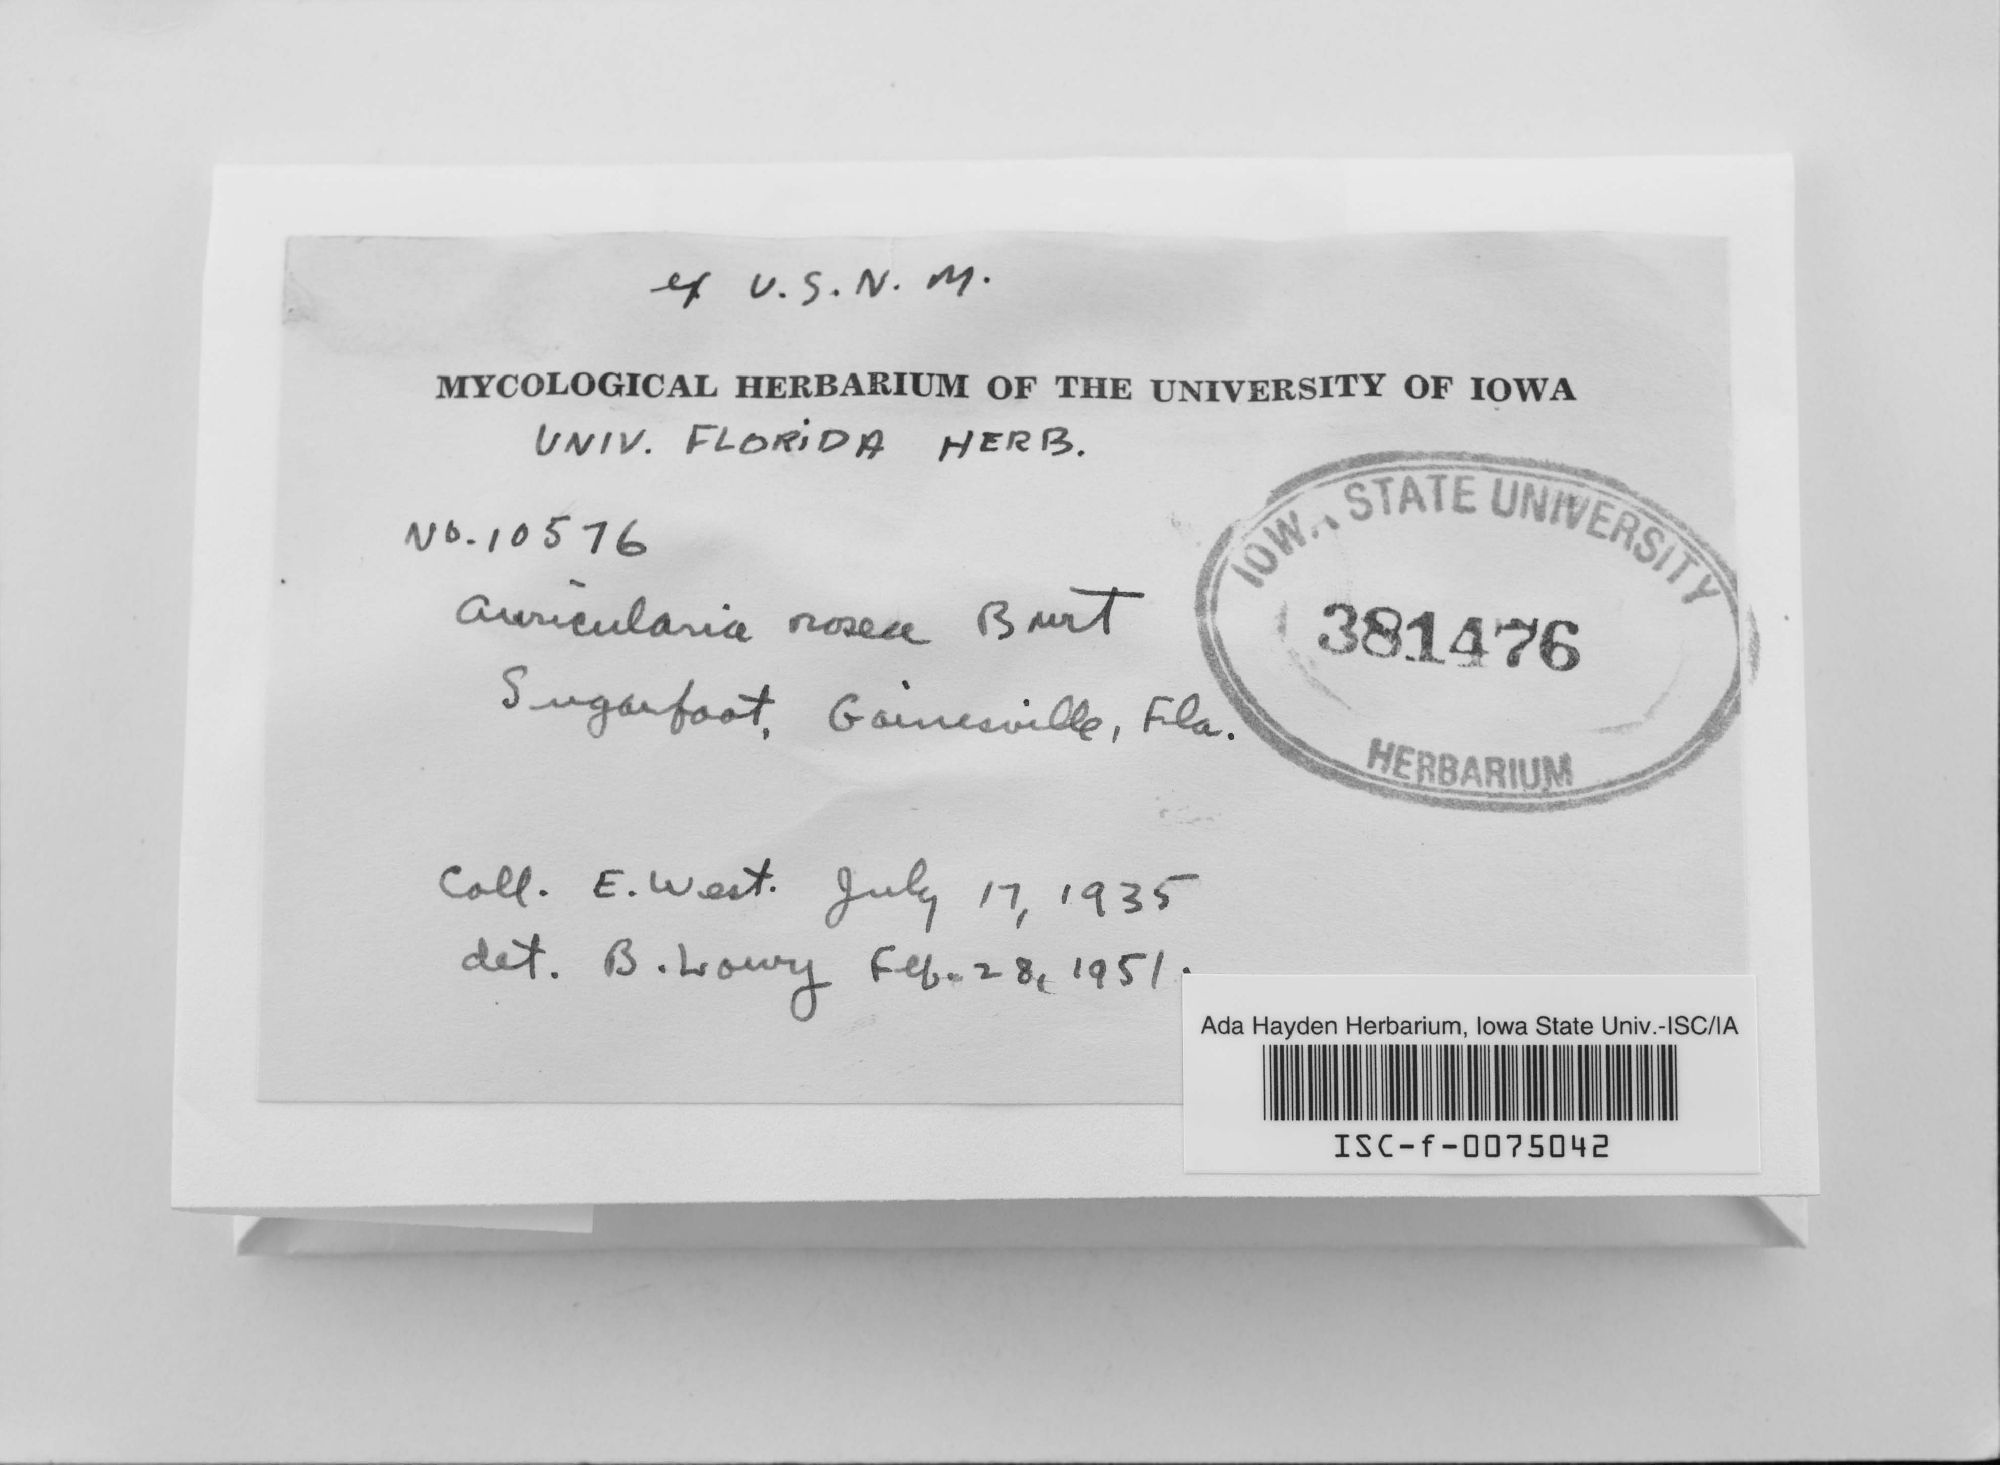 ex U.S.N.M.
MYCOLOGICAL HERBARIUM OF THE UNIVERSITY OF IOWA
UNIV. FLORIDA HERB.
No. 10576
Auricularia rosea Burt
Sugarfoot, Gainesville, Fla.
IOWA STATE UNIVERSITY
381476
HERBARIUM
Coll. E. West. July 17, 1935
det. B. Lowy Feb. 28, 1951.
Ada Hayden Herbarium, Iowa State Univ.-ISC/IA
ISC-f-0075042